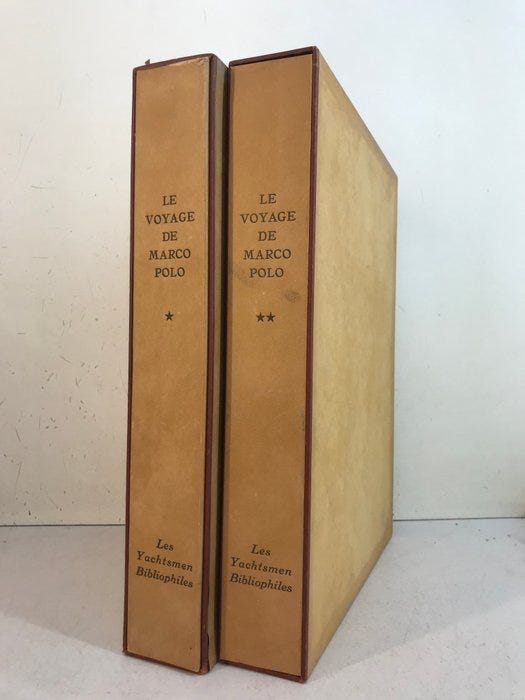 LE
VOYAGE
DE
MARCO
POLO
★
Les
Yachtsmen
Bibliophiles
LE
VOYAGE
DE
MARCO
POLO
★★
Les
Yachtsmen
Bibliophiles